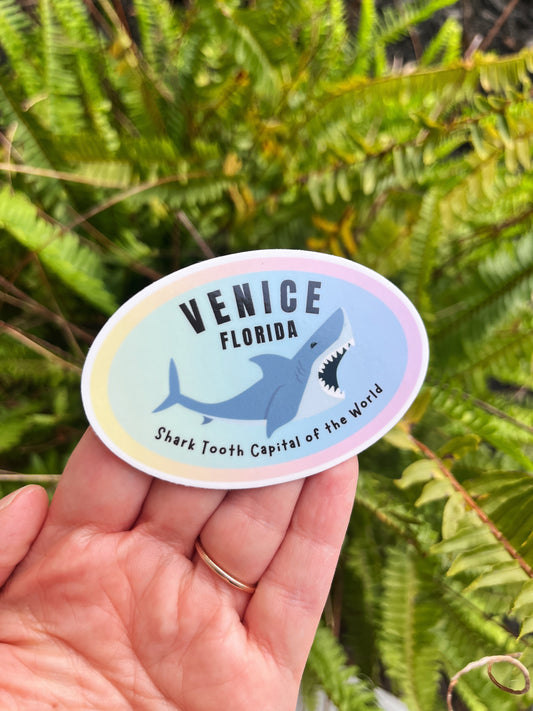 VENICE
FLORIDA
Shark Tooth Capital of the World